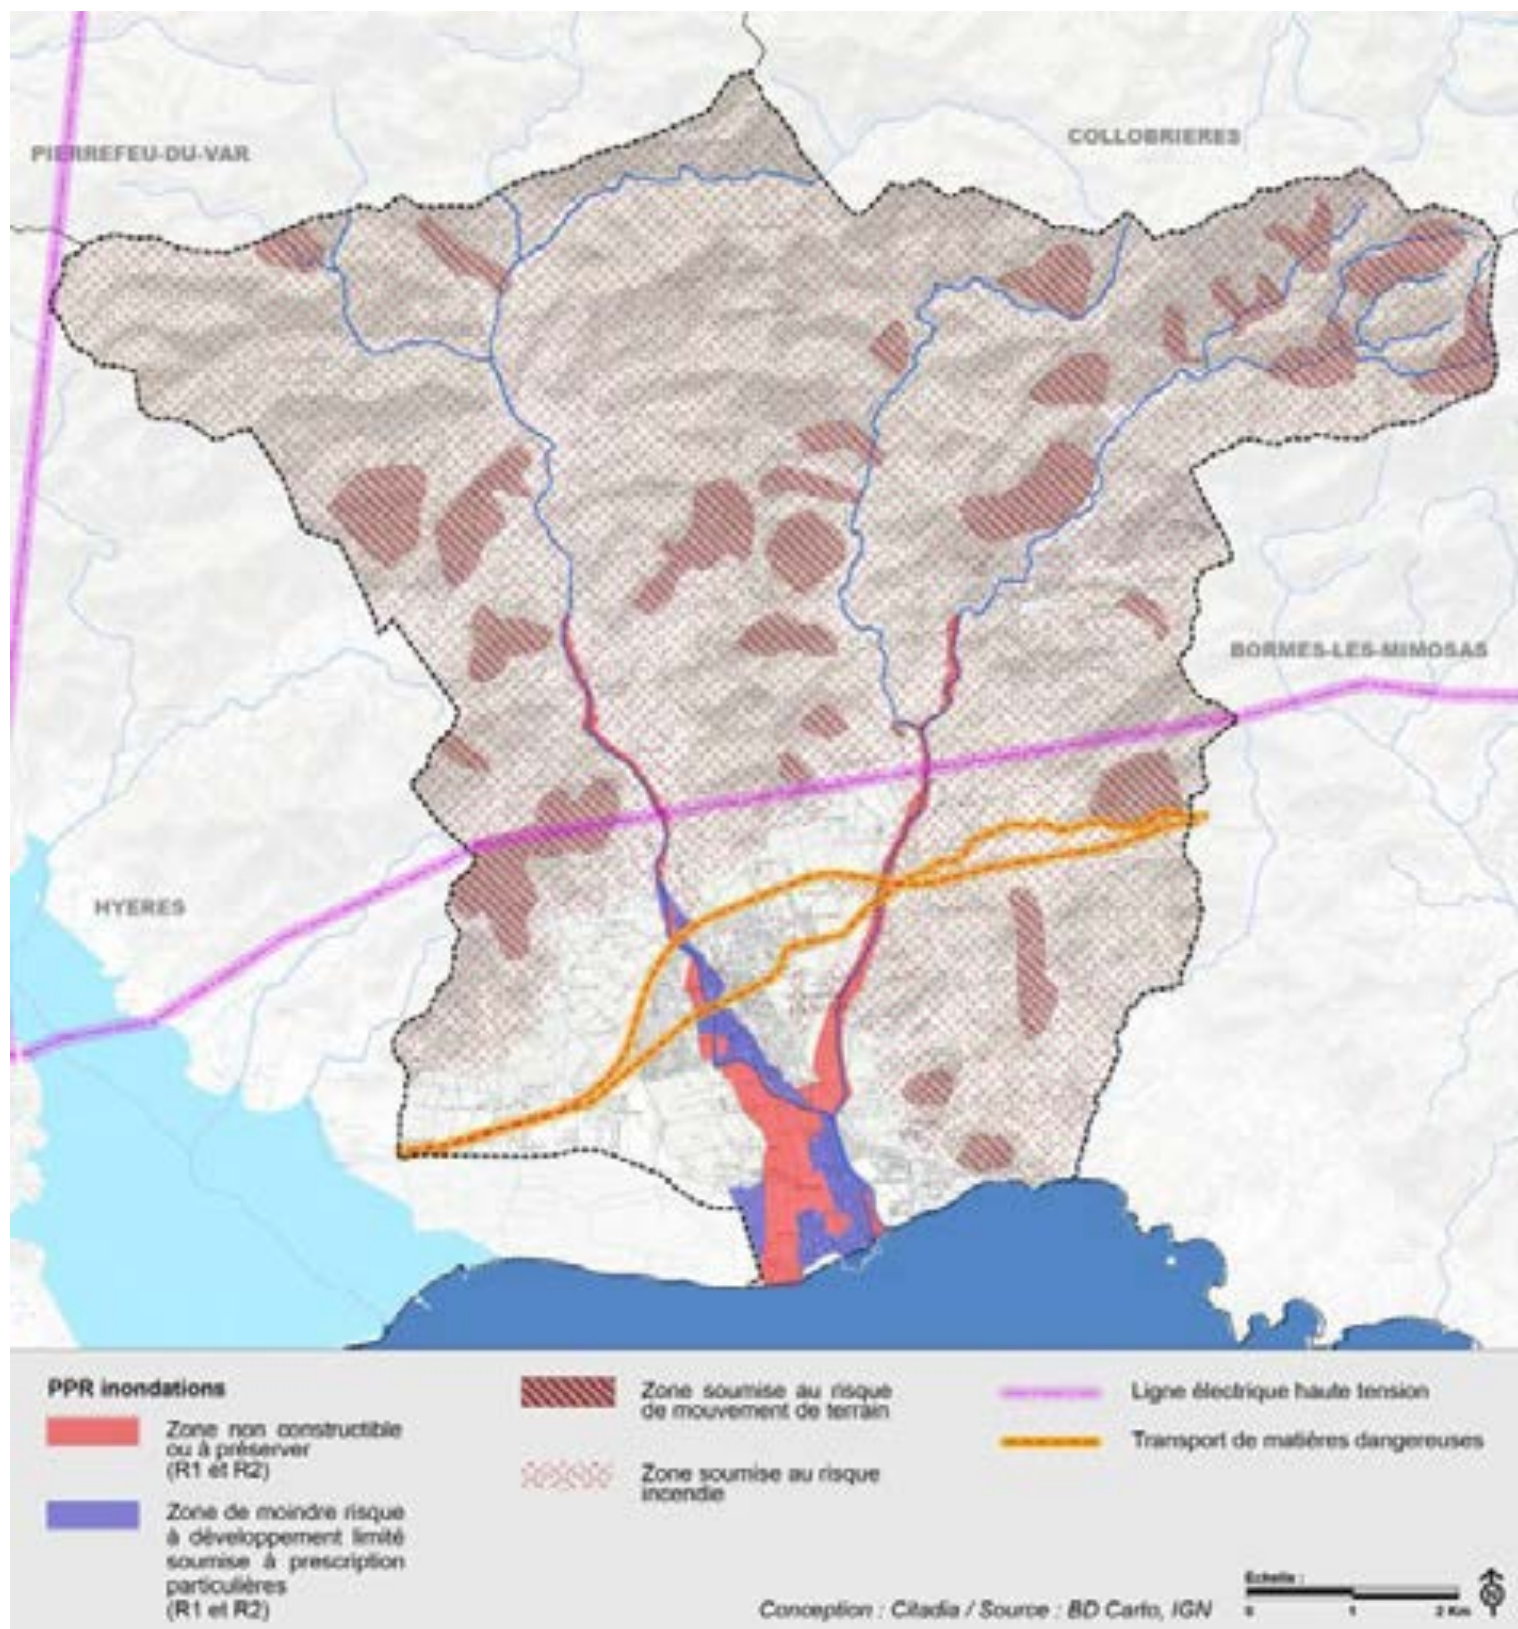 PIERREFEU-DU-VAR
COLLOBRIERES
BORMES-LES-MIMOSAS
HYERES
PPR inondations
Zone non constructible
ou à préserver
(R1 et R2)
Zone de moindre risque
à développement limité
soumise à prescription
particulières
(R1 et R2)
Zone soumise au risque
de mouvement de terrain
Zone soumise au risque
incendie
Ligne électrique haute tension
Transport de matières dangereuses
Echelle :
0 1 2 Km
N
Conception : Citadia / Source : BD Carto, IGN